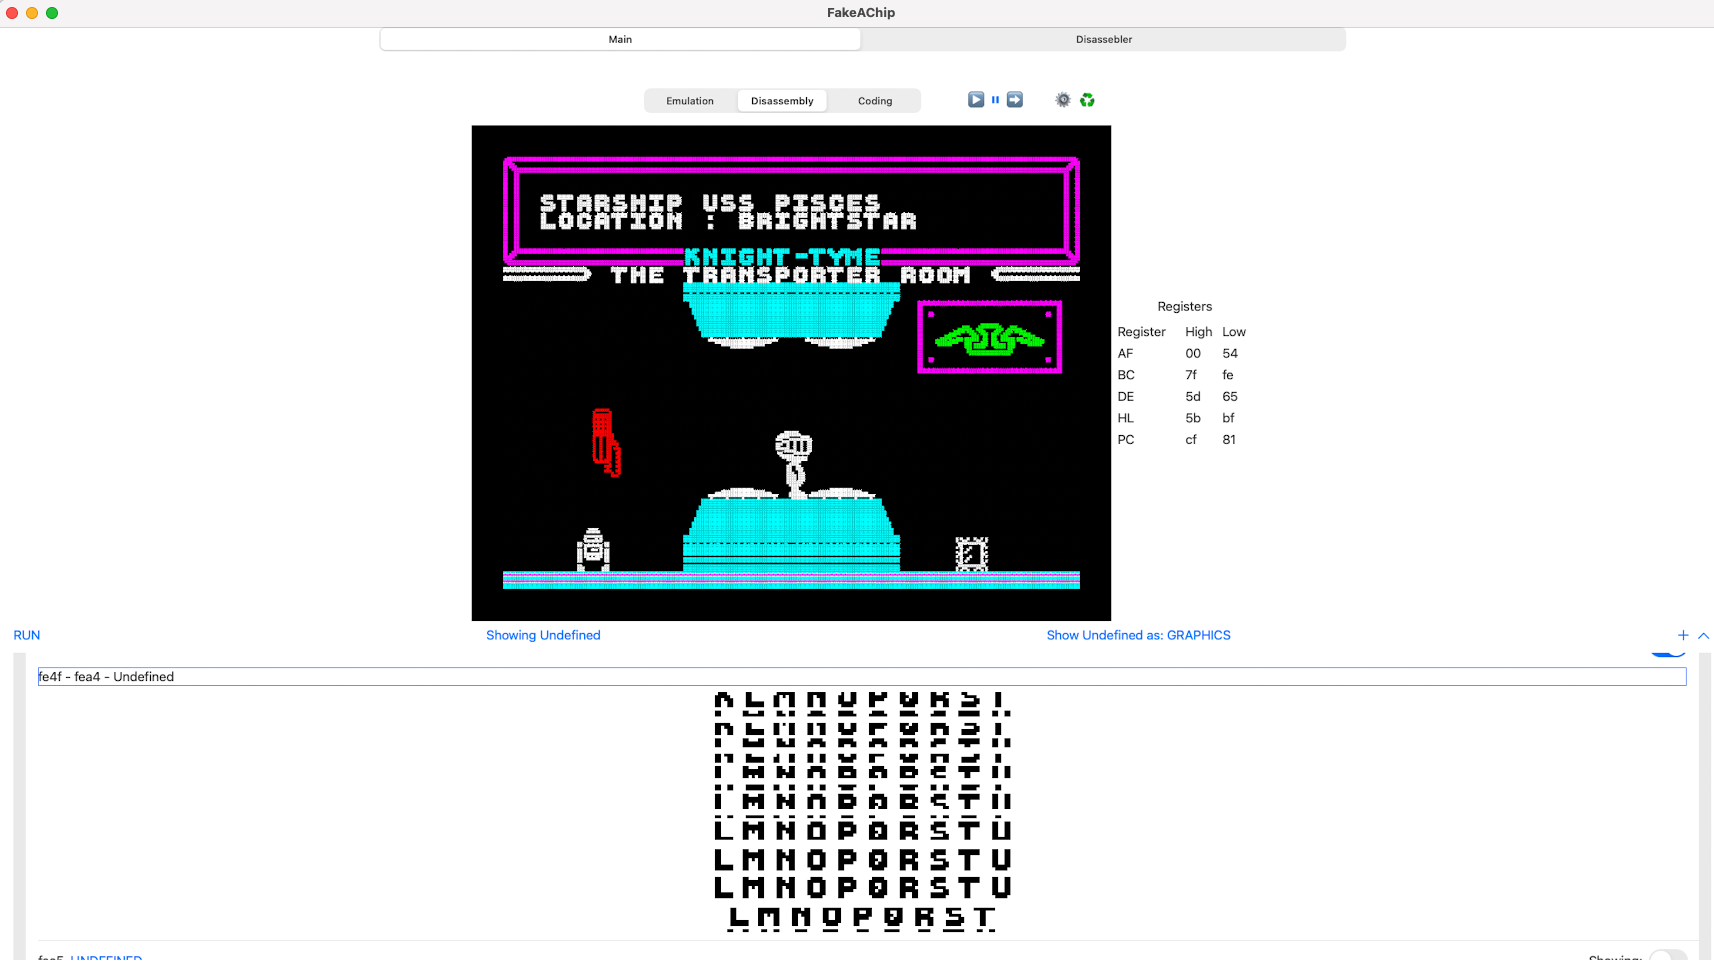 FakeAChip
Main Disassebler
Emulation Disassembly Coding
STARSHIP USS PISCES
LOCATION : BRIGHTSTAR
KNIGHT-TYME
THE TRANSPORTER ROOM
Registers
Register High Low
AF 00 54
BC 7f fe
DE 5d 65
HL 5b bf
PC cf 81
RUN Showing Undefined Show Undefined as: GRAPHICS +
fe4f - fea4 - Undefined
L M N O P Q R S T U
L M N O P Q R S T U
L M N O P Q R S T U
L M N O P Q R S T
fea5 UNDEFINED Showing: